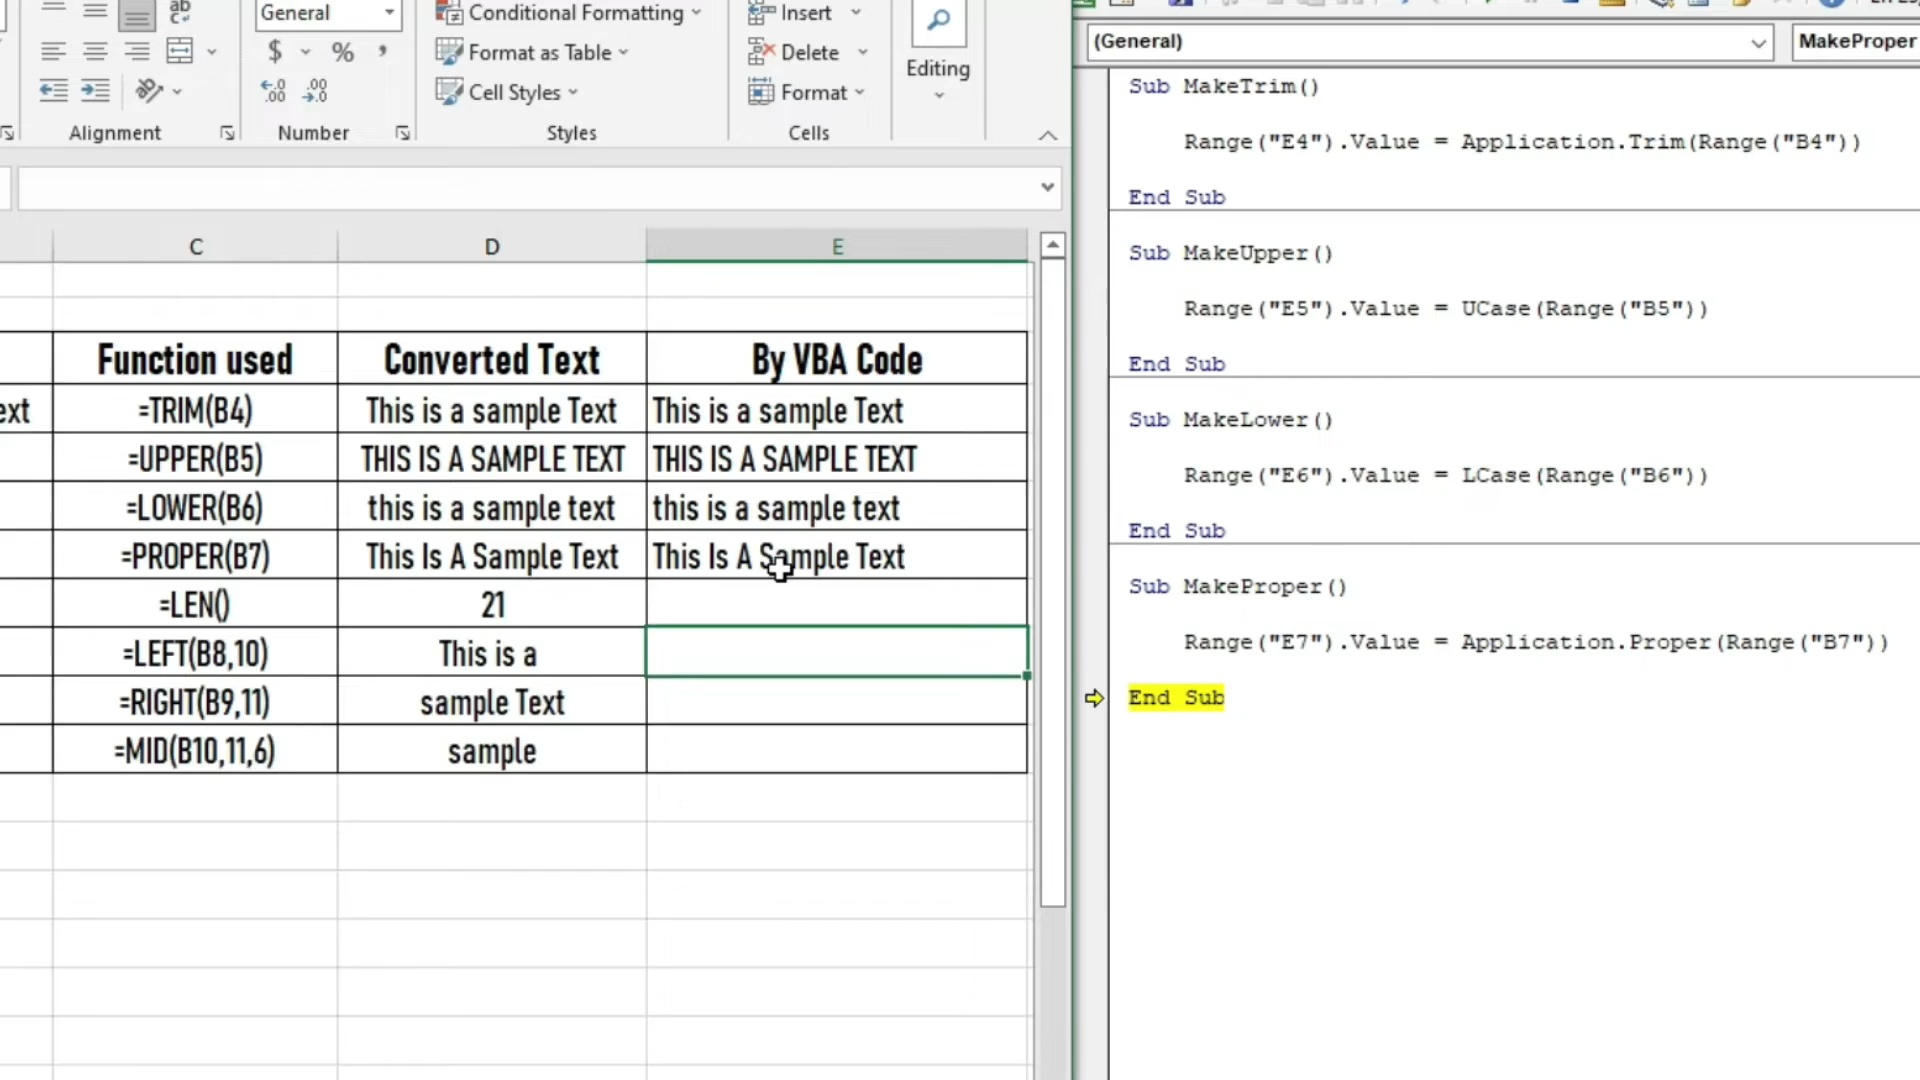 General
Conditional Formatting
Insert
$ % ,
Format as Table
Delete
Editing
Cell Styles
Format
Alignment
Number
Styles
Cells
C D E
Function used
Converted Text
By VBA Code
ext
=TRIM(B4)
This is a sample Text
This is a sample Text
=UPPER(B5)
THIS IS A SAMPLE TEXT
THIS IS A SAMPLE TEXT
=LOWER(B6)
this is a sample text
this is a sample text
=PROPER(B7)
This Is A Sample Text
This Is A Sample Text
=LEN()
21
=LEFT(B8,10)
This is a
=RIGHT(B9,11)
sample Text
=MID(B10,11,6)
sample
(General)
MakeProper
Sub MakeTrim()
Range("E4").Value = Application.Trim(Range("B4"))
End Sub
Sub MakeUpper()
Range("E5").Value = UCase(Range("B5"))
End Sub
Sub MakeLower()
Range("E6").Value = LCase(Range("B6"))
End Sub
Sub MakeProper()
Range("E7").Value = Application.Proper(Range("B7"))
End Sub